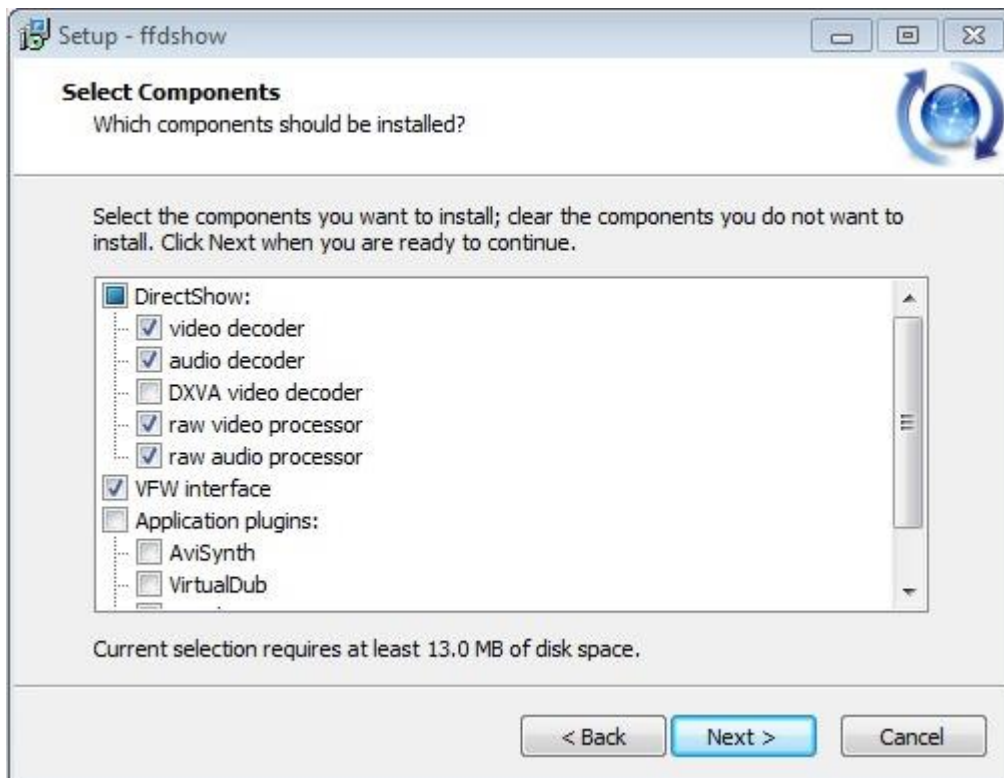 Setup - ffdshow
Select Components
Which components should be installed?
Select the components you want to install; clear the components you do not want to
install. Click Next when you are ready to continue.
DirectShow:
video decoder
audio decoder
DXVA video decoder
raw video processor
raw audio processor
VFW interface
Application plugins:
AviSynth
VirtualDub
Current selection requires at least 13.0 MB of disk space.
< Back
Next >
Cancel